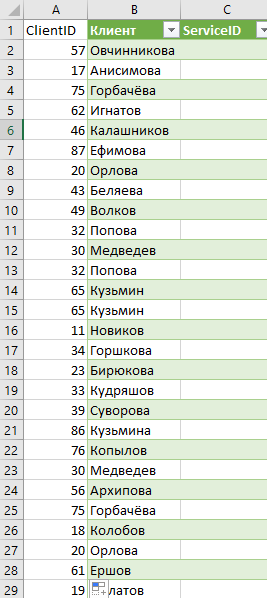 A B C
1 ClientID Клиент ServiceID
2 57 Овчинникова
3 17 Анисимова
4 75 Горбачёва
5 62 Игнатов
6 46 Калашников
7 87 Ефимова
8 20 Орлова
9 43 Беляева
10 49 Волков
11 32 Попова
12 30 Медведев
13 32 Попова
14 65 Кузьмин
15 65 Кузьмин
16 11 Новиков
17 34 Горшкова
18 23 Бирюкова
19 33 Кудряшов
20 39 Суворова
21 86 Кузьмина
22 76 Копылов
23 30 Медведев
24 56 Архипова
25 75 Горбачёва
26 18 Колобов
27 20 Орлова
28 61 Ершов
29 19 латов